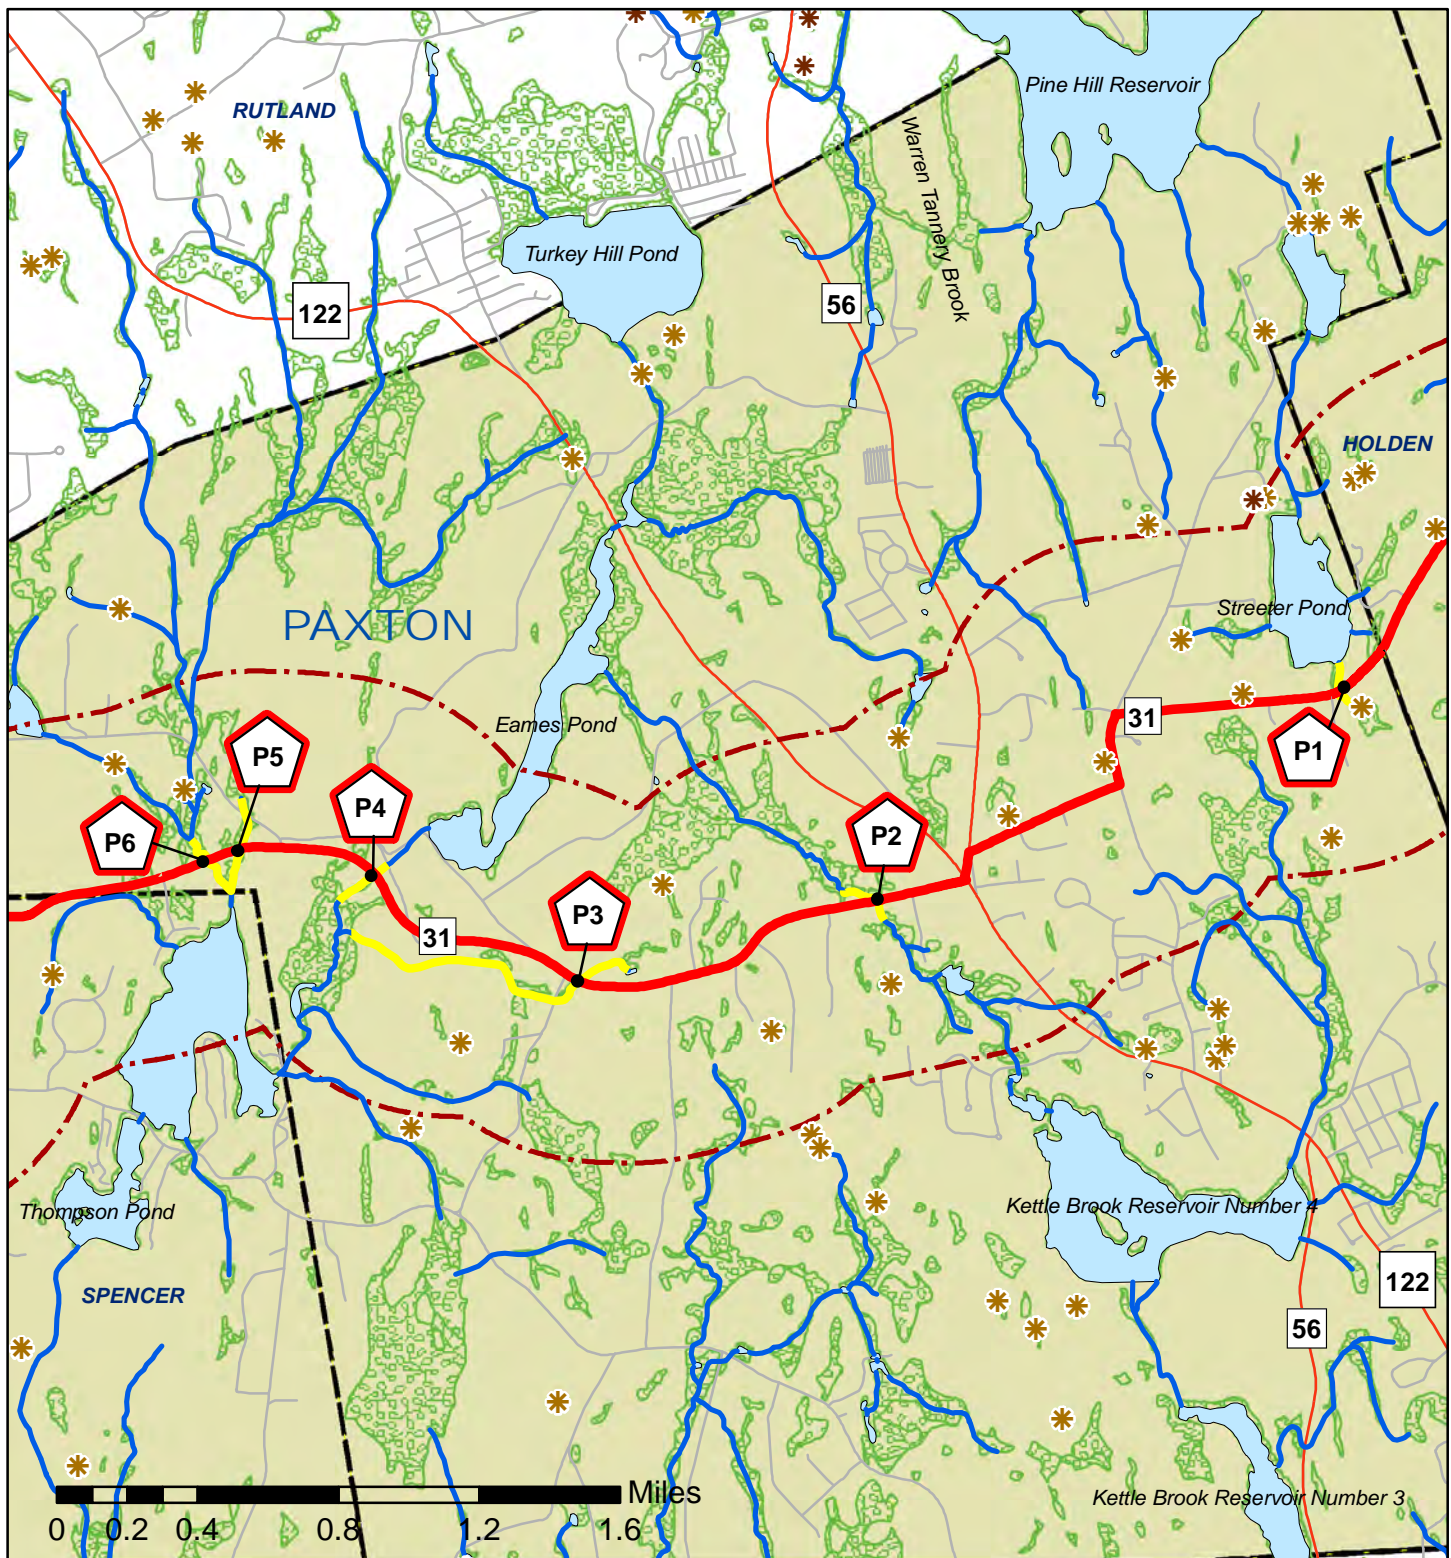 Pine Hill Reservoir
RUTLAND
Warren Tannery Brook
Turkey Hill Pond
122
56
HOLDEN
PAXTON
Streeter Pond
Eames Pond
31
P1
P5
P4
P6
P2
P3
31
Thompson Pond
Kettle Brook Reservoir Number 4
SPENCER
122
56
Miles
Kettle Brook Reservoir Number 3
0 0.2 0.4 0.8 1.2 1.6